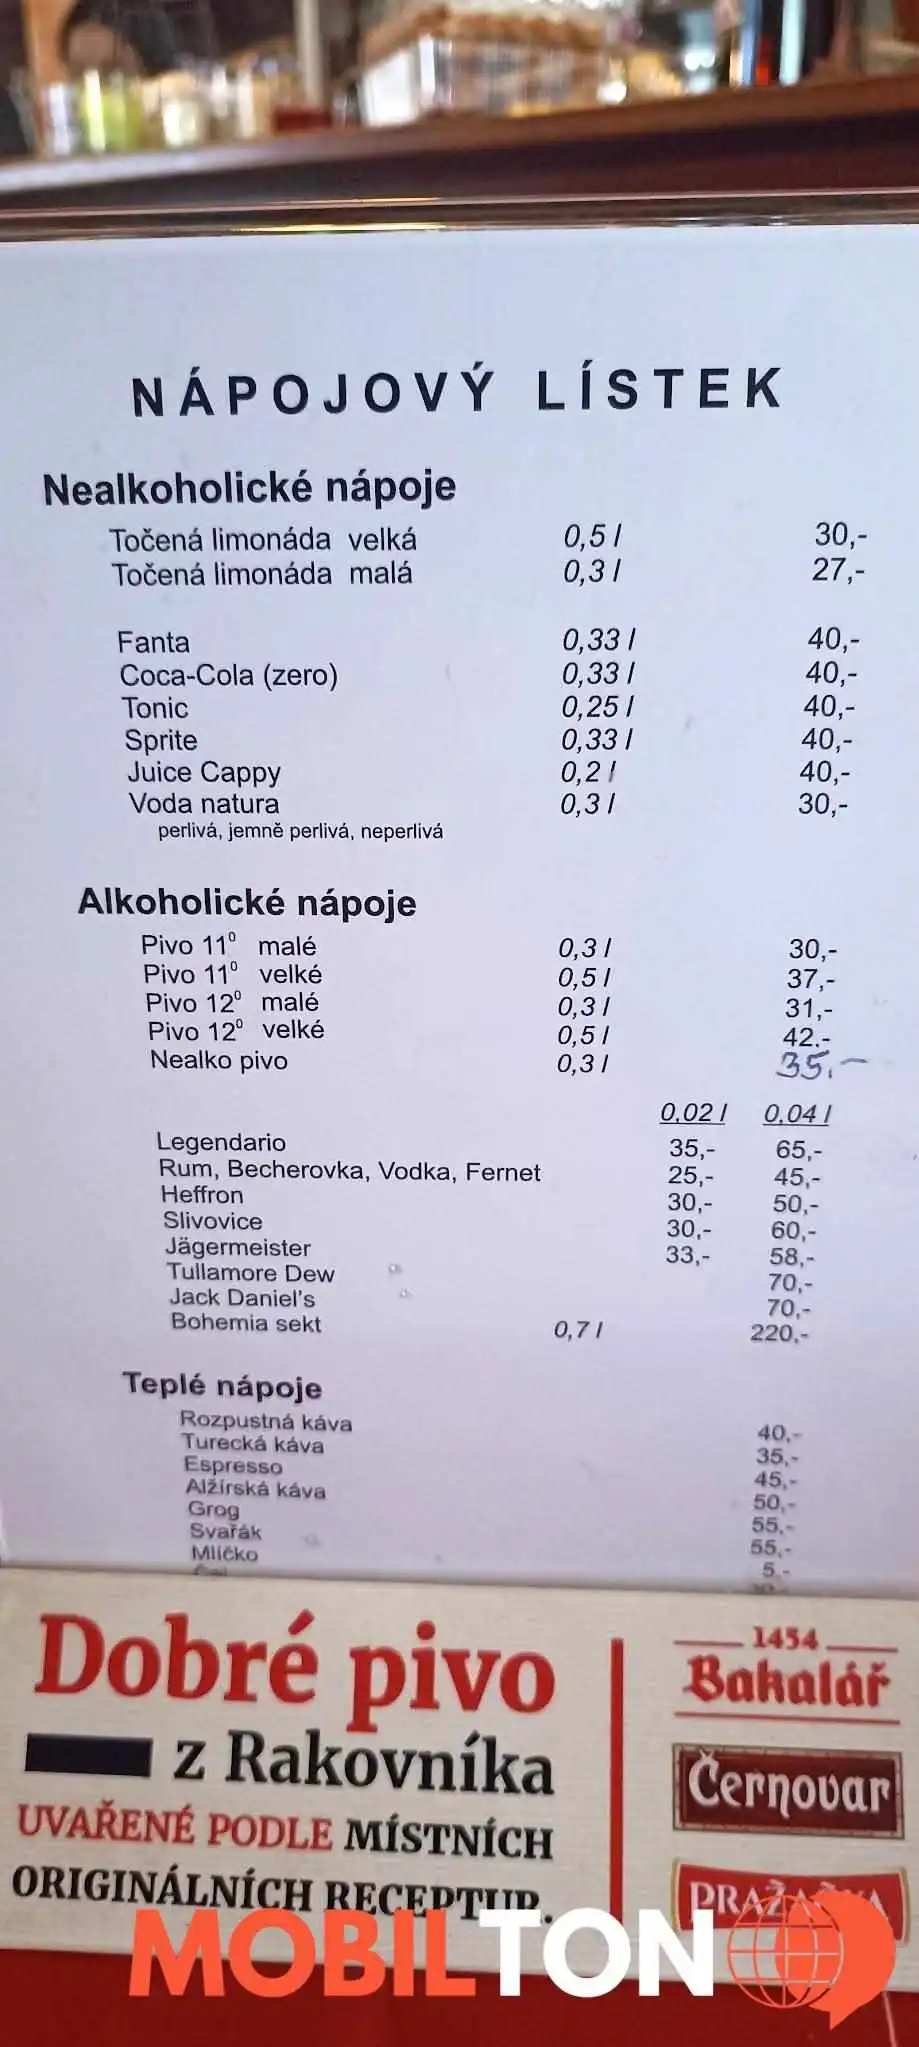 NÁPOJOVÝ LÍSTEK
Nealkoholické nápoje
Točená limonáda velká 0,5 l 30,-
Točená limonáda malá 0,3 l 27,-
Fanta 0,33 l 40,-
Coca-Cola (zero) 0,33 l 40,-
Tonic 0,25 l 40,-
Sprite 0,33 l 40,-
Juice Cappy 0,2 l 40,-
Voda natura 0,3 l 30,-
perlivá, jemně perlivá, neperlivá
Alkoholické nápoje
Pivo 11⁰ malé 0,3 l 30,-
Pivo 11⁰ velké 0,5 l 37,-
Pivo 12⁰ malé 0,3 l 31,-
Pivo 12⁰ velké 0,5 l 42.-
Nealko pivo 0,3 l 35.-
0,02 l 0,04 l
Legendario 35,- 65,-
Rum, Becherovka, Vodka, Fernet 25,- 45,-
Heffron 30,- 50,-
Slivovice 30,- 60,-
Jägermeister 33,- 58,-
Tullamore Dew 70,-
Jack Daniel's 70,-
Bohemia sekt 0,7 l 220,-
Teplé nápoje
Rozpustná káva 40,-
Turecká káva 35,-
Espresso 45,-
Alžírská káva 50,-
Grog 55,-
Svařák 55,-
Mlíčko 5,-
Dobré pivo
z Rakovníka
UVAŘENÉ PODLE MÍSTNÍCH
ORIGINÁLNÍCH RECEPTUR.
1454
Bakalář
Černovar
PRAŽAČKA
MOBILTON